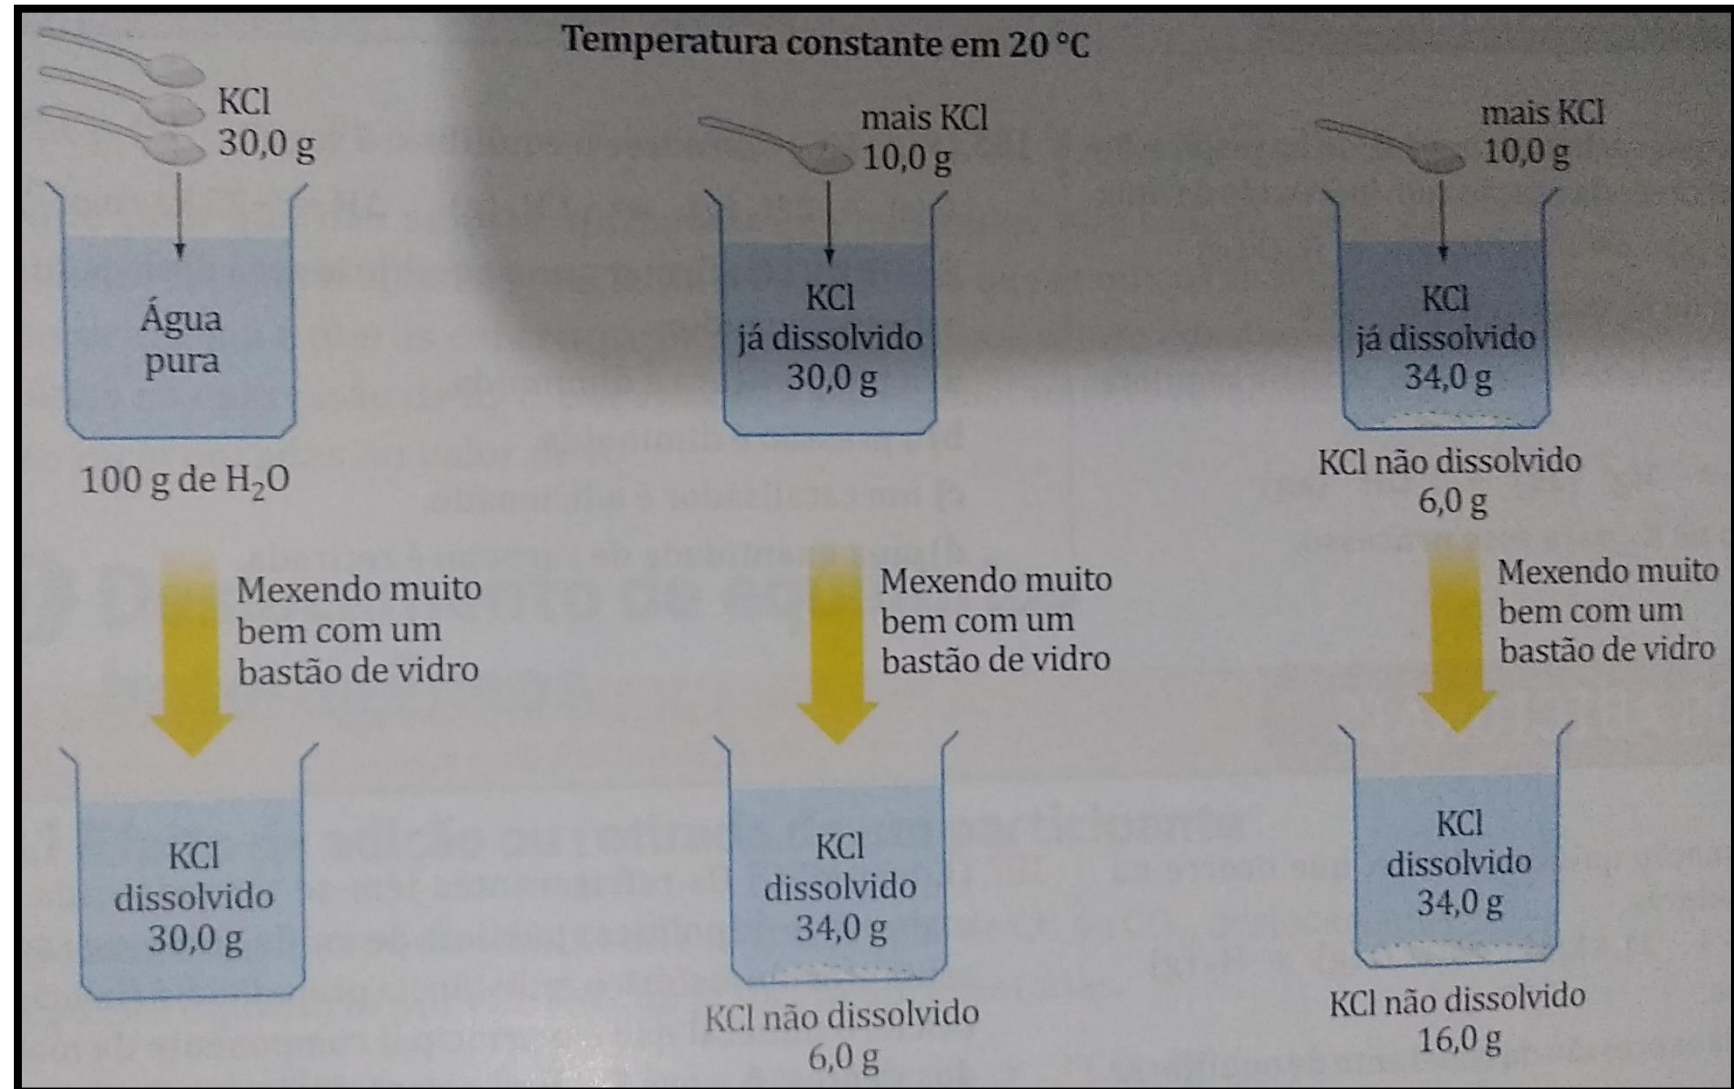 Temperatura constante em 20 °C
KCl
30,0 g
Água
pura
100 g de H₂O
Mexendo muito
bem com um
bastão de vidro
KCl
dissolvido
30,0 g
mais KCl
10,0 g
KCl
já dissolvido
30,0 g
Mexendo muito
bem com um
bastão de vidro
KCl
dissolvido
34,0 g
KCl não dissolvido
6,0 g
mais KCl
10,0 g
KCl
já dissolvido
34,0 g
KCl não dissolvido
6,0 g
Mexendo muito
bem com um
bastão de vidro
KCl
dissolvido
34,0 g
KCl não dissolvido
16,0 g